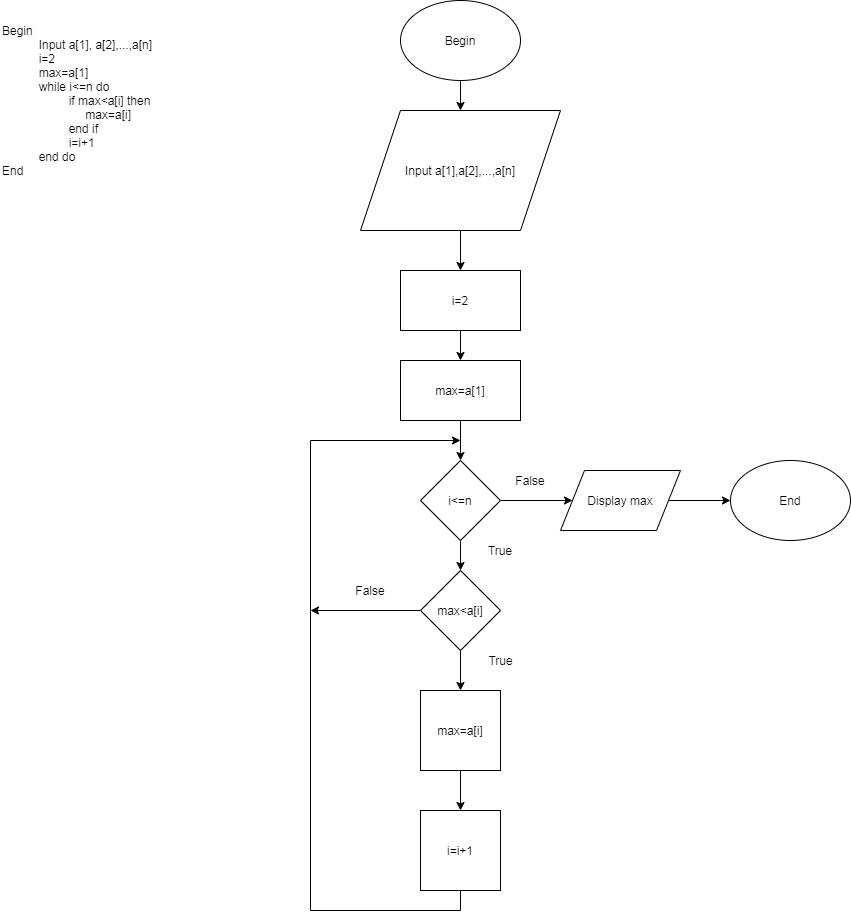 Begin
Input a[1], a[2],...,a[n]
i=2
max=a[1]
while i<=n do
if max<a[i] then
max=a[i]
end if
i=i+1
end do
End
Begin
Input a[1],a[2],...,a[n]
i=2
max=a[1]
i<=n
False
Display max
End
True
max<a[i]
False
True
max=a[i]
i=i+1